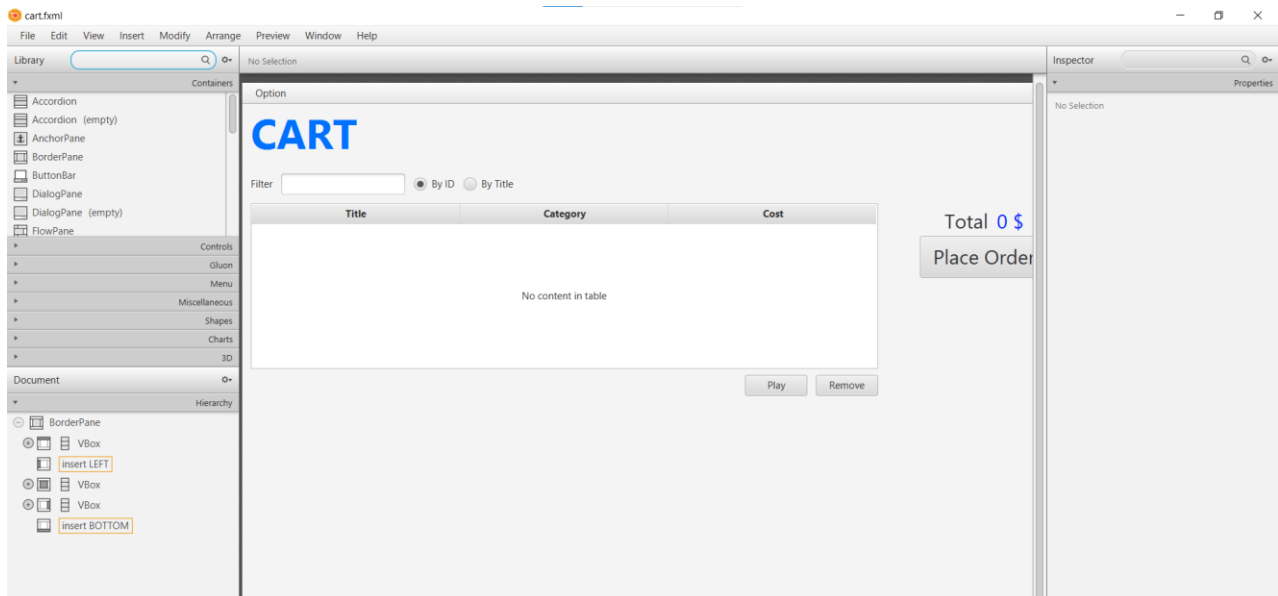 cart.fxml
File Edit View Insert Modify Arrange Preview Window Help
Library
No Selection
Inspector
Containers
Properties
Accordion
Accordion (empty)
AnchorPane
BorderPane
ButtonBar
DialogPane
DialogPane (empty)
FlowPane
Controls
Gluon
Menu
Miscellaneous
Shapes
Charts
3D
Document
Hierarchy
BorderPane
VBox
insert LEFT
VBox
VBox
insert BOTTOM
Option
CART
Filter By ID By Title
Title Category Cost
No content in table
Play Remove
Total 0 $
Place Order
No Selection